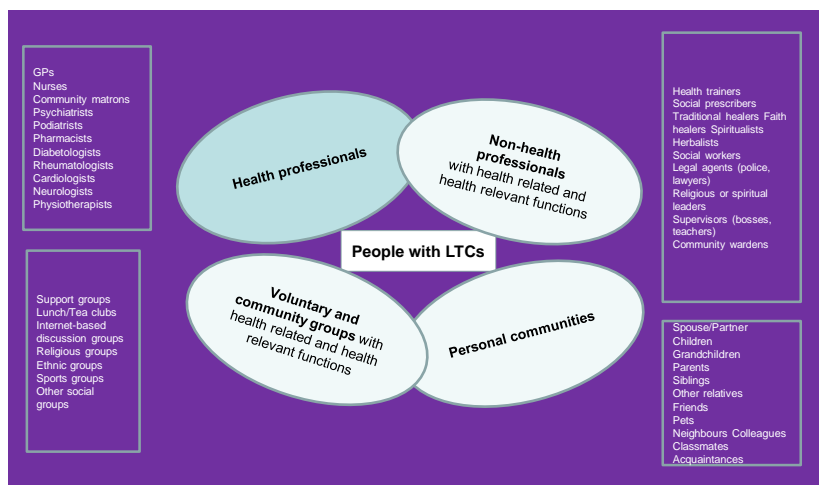 GPs
Nurses
Community matrons
Psychiatrists
Podiatrists
Pharmacists
Diabetologists
Rheumatologists
Cardiologists
Neurologists
Physiotherapists
Health professionals
Non-health
professionals
with health related and
health relevant functions
Health trainers
Social prescribers
Traditional healers Faith
healers Spiritualists
Herbalists
Social workers
Legal agents (police,
lawyers)
Religious or spiritual
leaders
Supervisors (bosses,
teachers)
Community wardens
People with LTCs
Support groups
Lunch/Tea clubs
Internet-based
discussion groups
Religious groups
Ethnic groups
Sports groups
Other social
groups
Voluntary and
community groups with
health related and health
relevant functions
Personal communities
Spouse/Partner
Children
Grandchildren
Parents
Siblings
Other relatives
Friends
Pets
Neighbours Colleagues
Classmates
Acquaintances